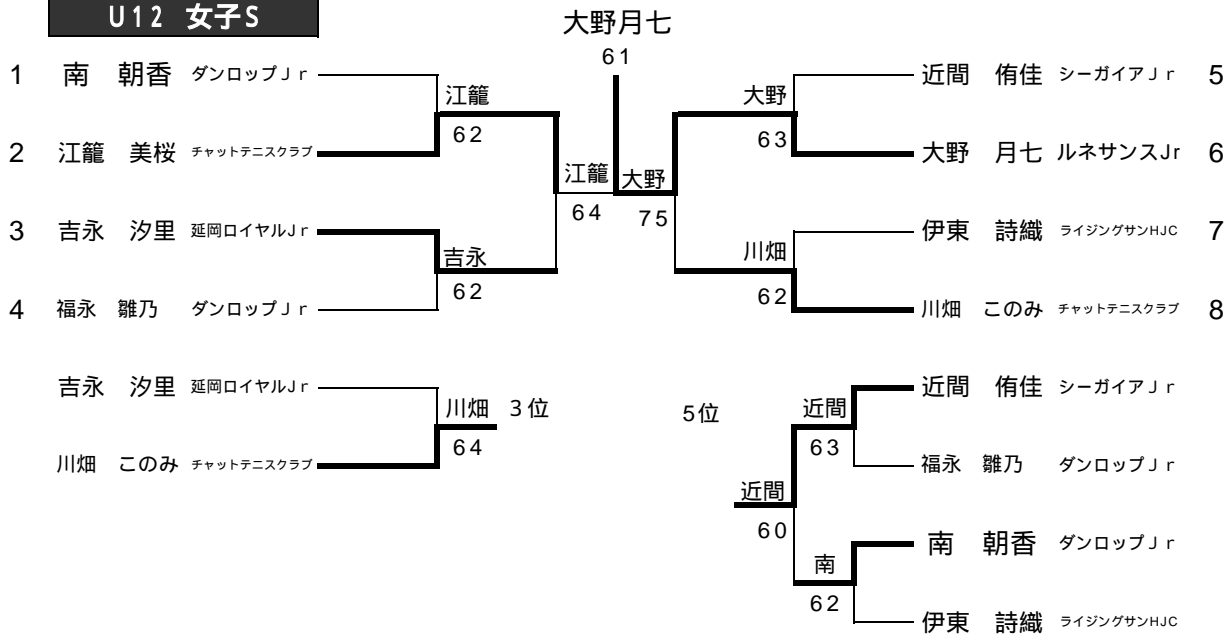 U12 女子S
大野月七
61
1 南 朝香 ダンロップJr
近間 侑佳 シーガイアJr 5
江籠
大野
62
63
2 江籠 美桜 チャットテニスクラブ
大野 月七 ルネサンスJr 6
江籠 大野
64
75
3 吉永 汐里 延岡ロイヤルJr
伊東 詩織 ライジングサンHJC 7
吉永
川畑
62
62
4 福永 雛乃 ダンロップJr
川畑 このみ チャットテニスクラブ 8
吉永 汐里 延岡ロイヤルJr
近間 侑佳 シーガイアJr
川畑 3位
5位
近間
64
63
川畑 このみ チャットテニスクラブ
福永 雛乃 ダンロップJr
近間
60
南 朝香 ダンロップJr
南
62
伊東 詩織 ライジングサンHJC